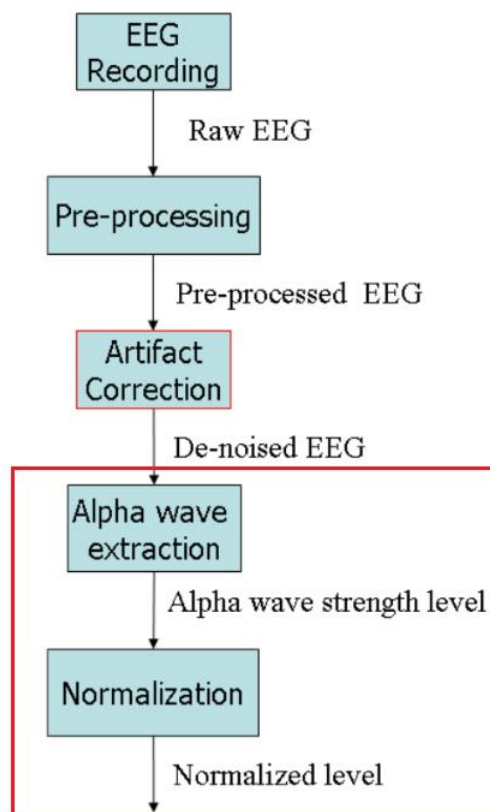 EEG
Recording
Raw EEG
Pre-processing
Pre-processed EEG
Artifact
Correction
De-noised EEG
Alpha wave
extraction
Alpha wave strength level
Normalization
Normalized level